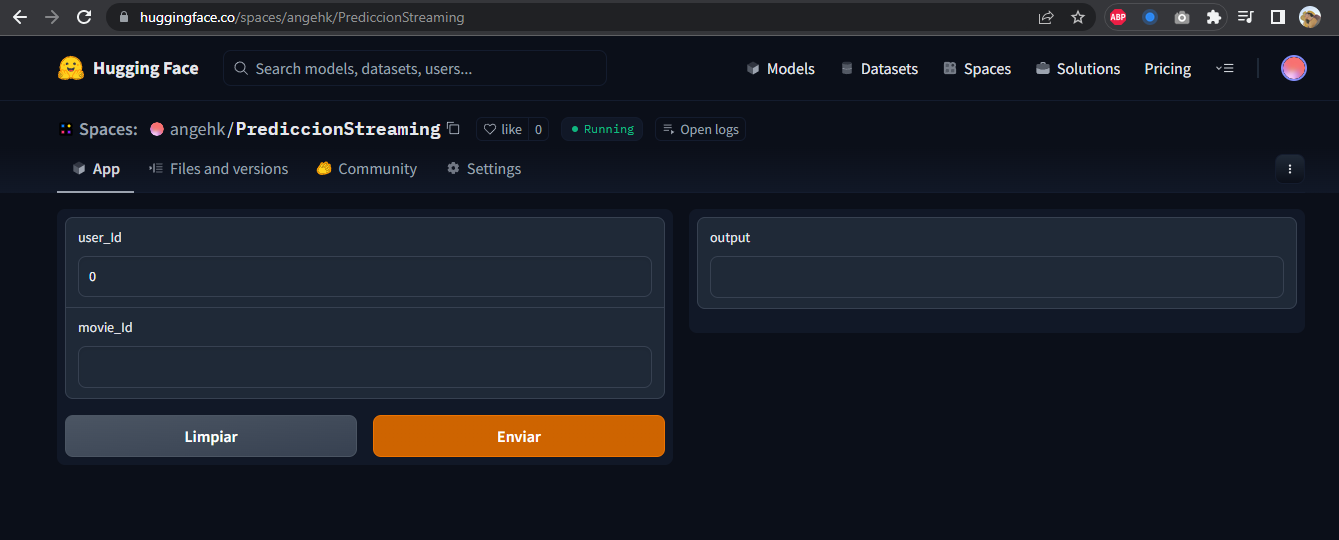 huggingface.co/spaces/angehk/PrediccionStreaming
ABP
Hugging Face
Search models, datasets, users...
Models
Datasets
Spaces
Solutions
Pricing
Spaces:
angehk/PrediccionStreaming
like 0
Running
Open logs
App
Files and versions
Community
Settings
user_Id
0
movie_Id
Limpiar
Enviar
output